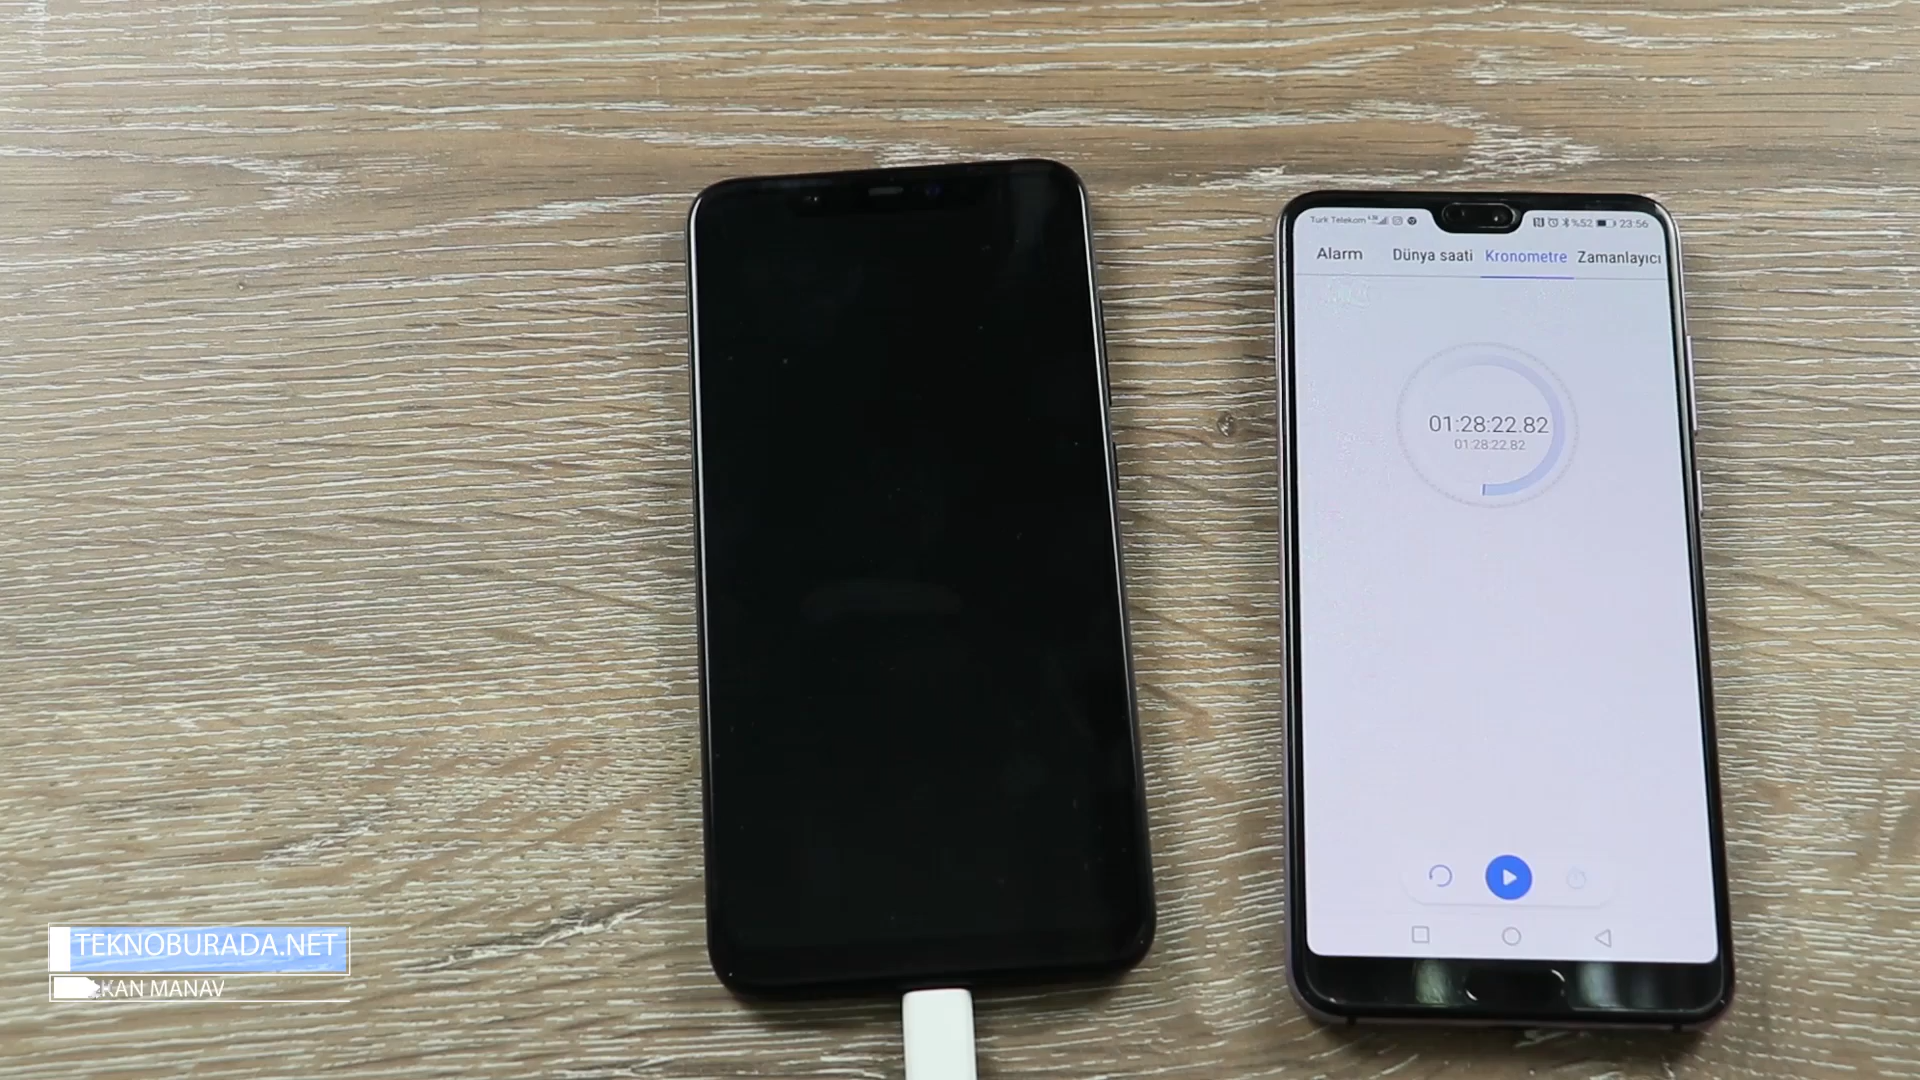 Turk Telekom %52 23:56
Alarm Dünya saati Kronometre Zamanlayıcı
01:28:22.82
01:28:22.82
TEKNOBURADA.NET
KAN MANAV